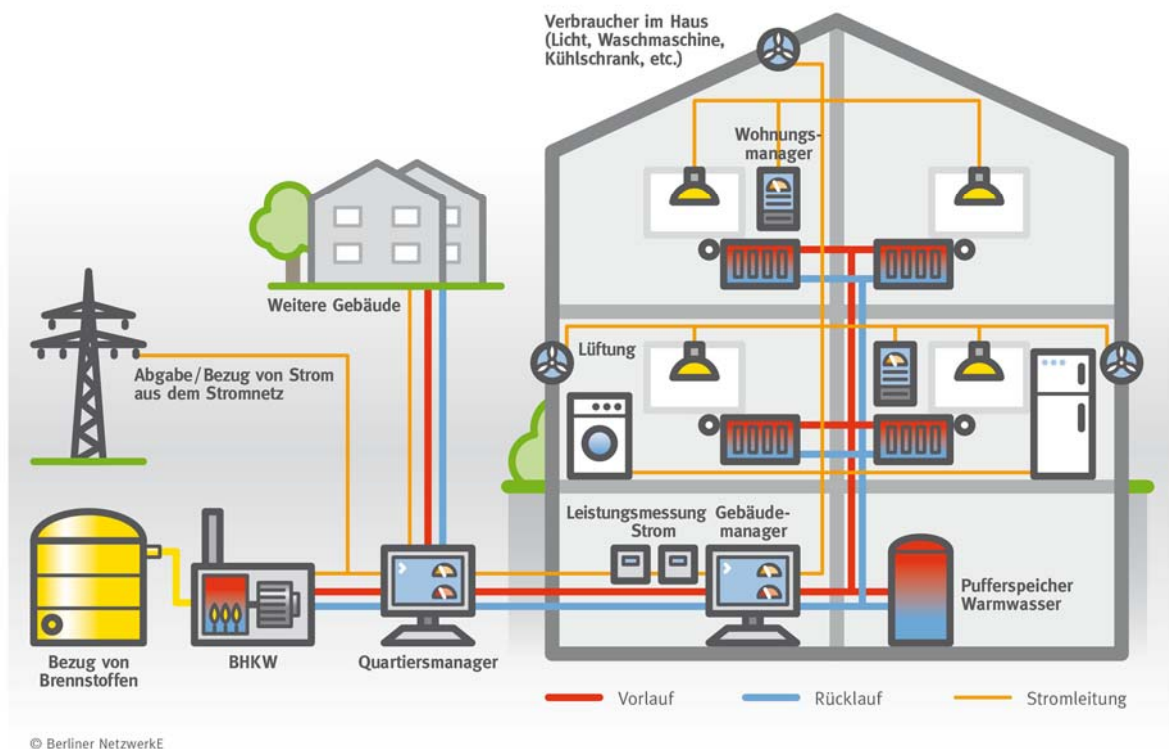 Verbraucher im Haus
(Licht, Waschmaschine,
Kühlschrank, etc.)
Wohnungs-
manager
Weitere Gebäude
Lüftung
Abgabe/Bezug von Strom
aus dem Stromnetz
Leistungsmessung
Strom
Gebäude-
manager
Pufferspeicher
Warmwasser
Bezug von
Brennstoffen
BHKW
Quartiersmanager
Vorlauf
Rücklauf
Stromleitung
© Berliner NetzwerkE